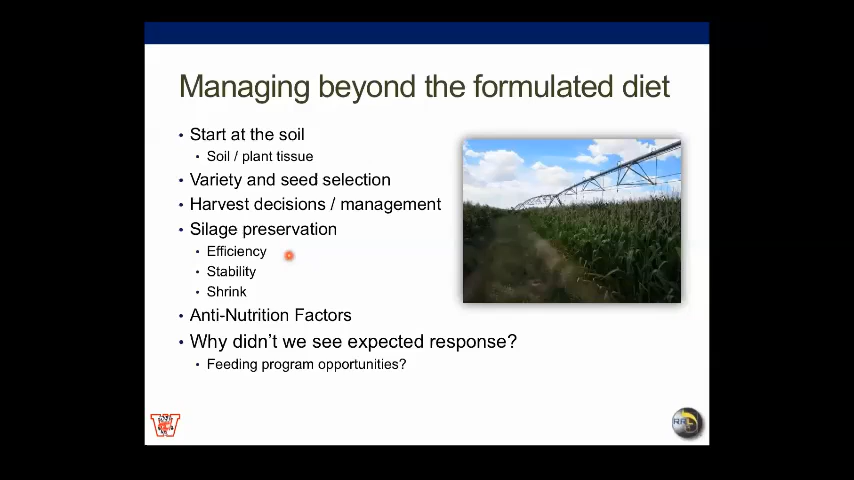 Managing beyond the formulated diet
• Start at the soil
• Soil / plant tissue
• Variety and seed selection
• Harvest decisions / management
• Silage preservation
• Efficiency
• Stability
• Shrink
• Anti-Nutrition Factors
• Why didn't we see expected response?
• Feeding program opportunities?
W
RRL